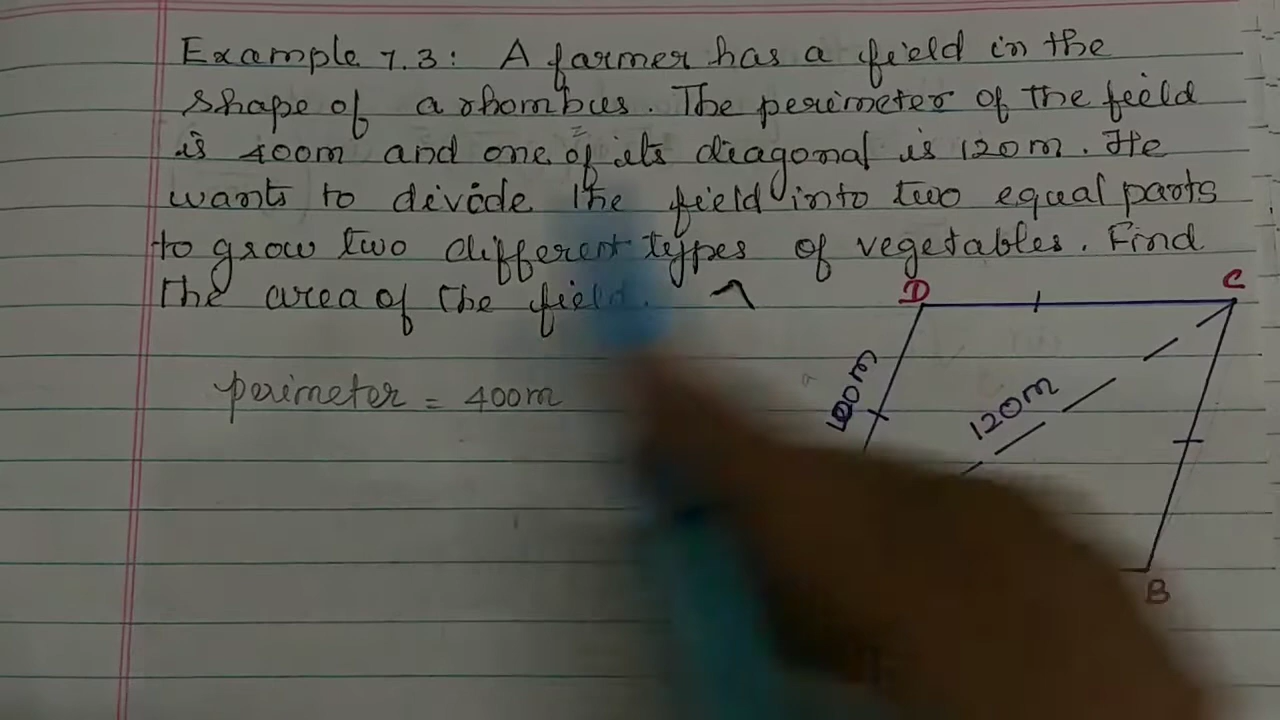 Example 7.3: A farmer has a field in the
shape of a rhombus. The perimeter of the field
is 400m and one of its diagonal is 120m. He
wants to divide the field into two equal parts
to grow two different types of vegetables. Find
the area of the field.
D
C
perimeter = 400m
100m
120m
B